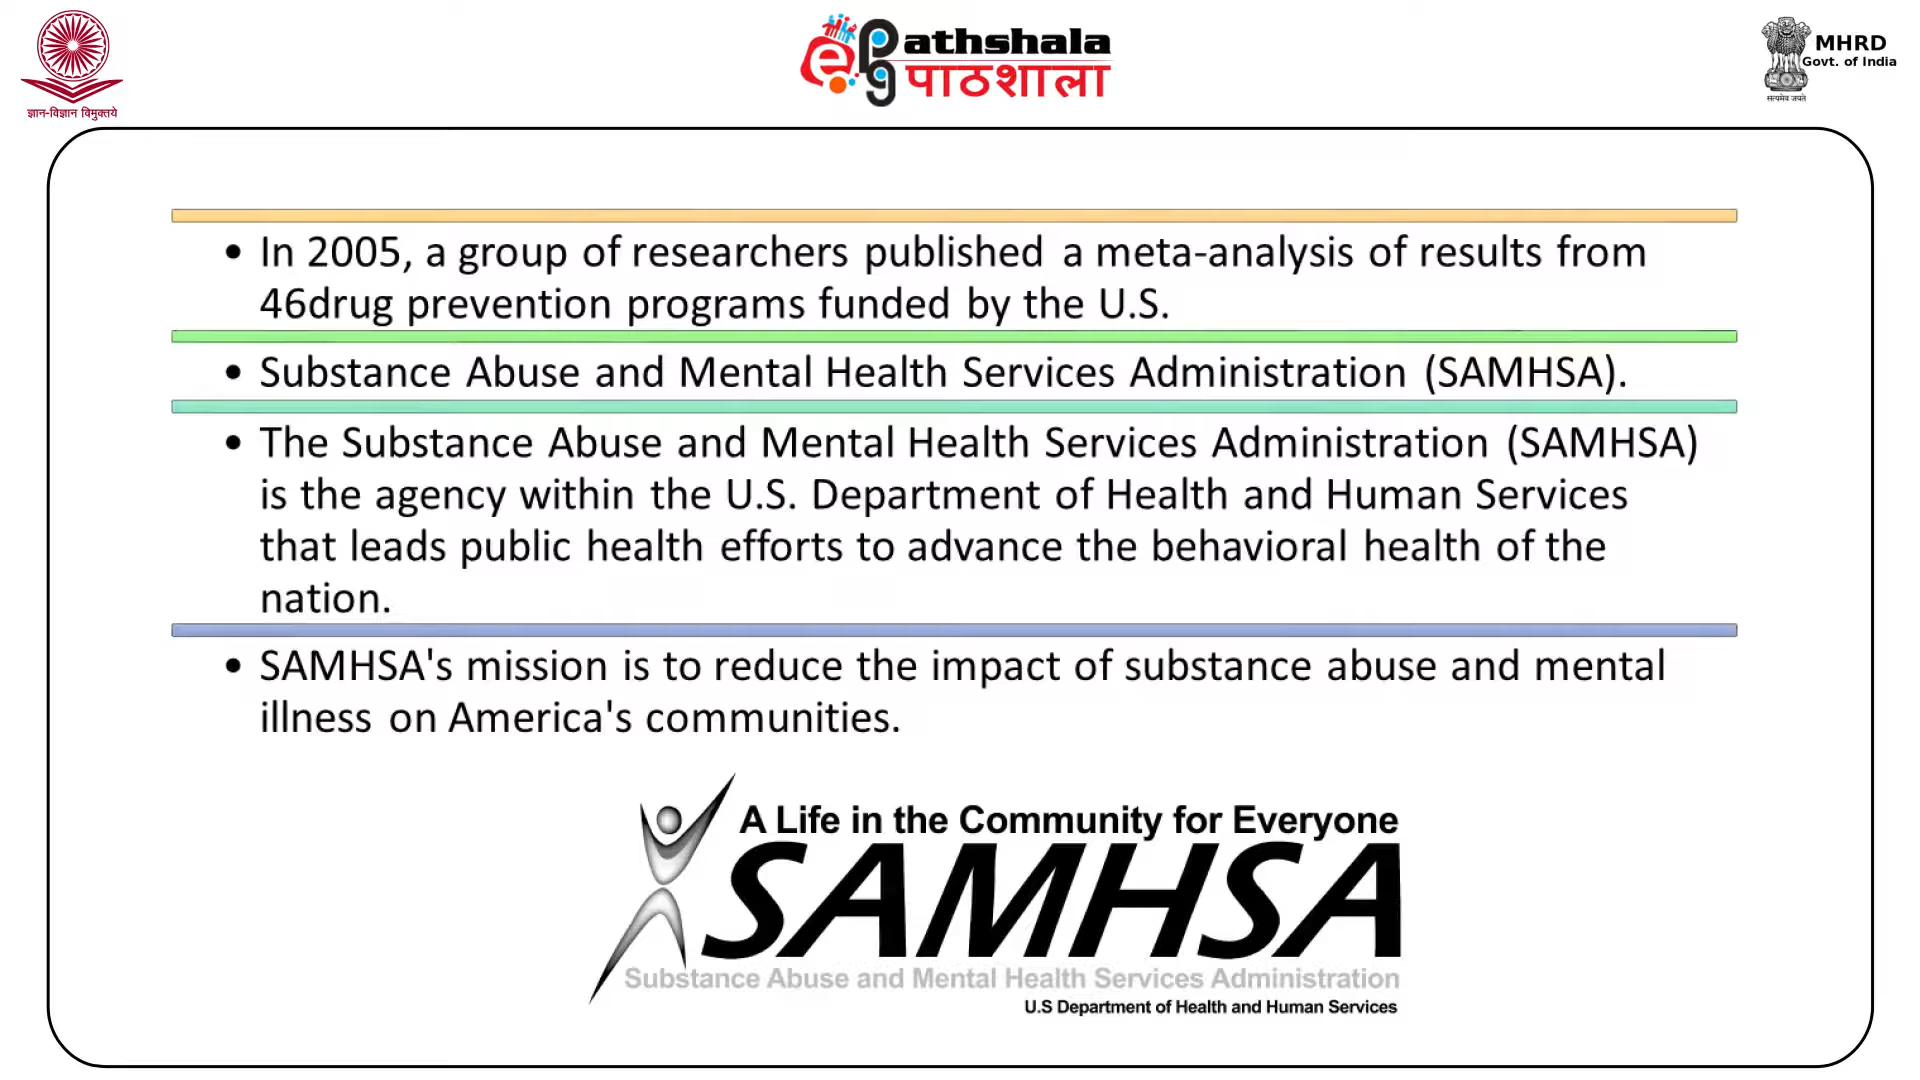 ज्ञान-विज्ञान विमुक्तये
ePathshala
पाठशाला
pg
MHRD
Govt. of India
सत्यमेव जयते
• In 2005, a group of researchers published a meta-analysis of results from
46drug prevention programs funded by the U.S.
• Substance Abuse and Mental Health Services Administration (SAMHSA).
• The Substance Abuse and Mental Health Services Administration (SAMHSA)
is the agency within the U.S. Department of Health and Human Services
that leads public health efforts to advance the behavioral health of the
nation.
• SAMHSA's mission is to reduce the impact of substance abuse and mental
illness on America's communities.
A Life in the Community for Everyone
SAMHSA
Substance Abuse and Mental Health Services Administration
U.S Department of Health and Human Services